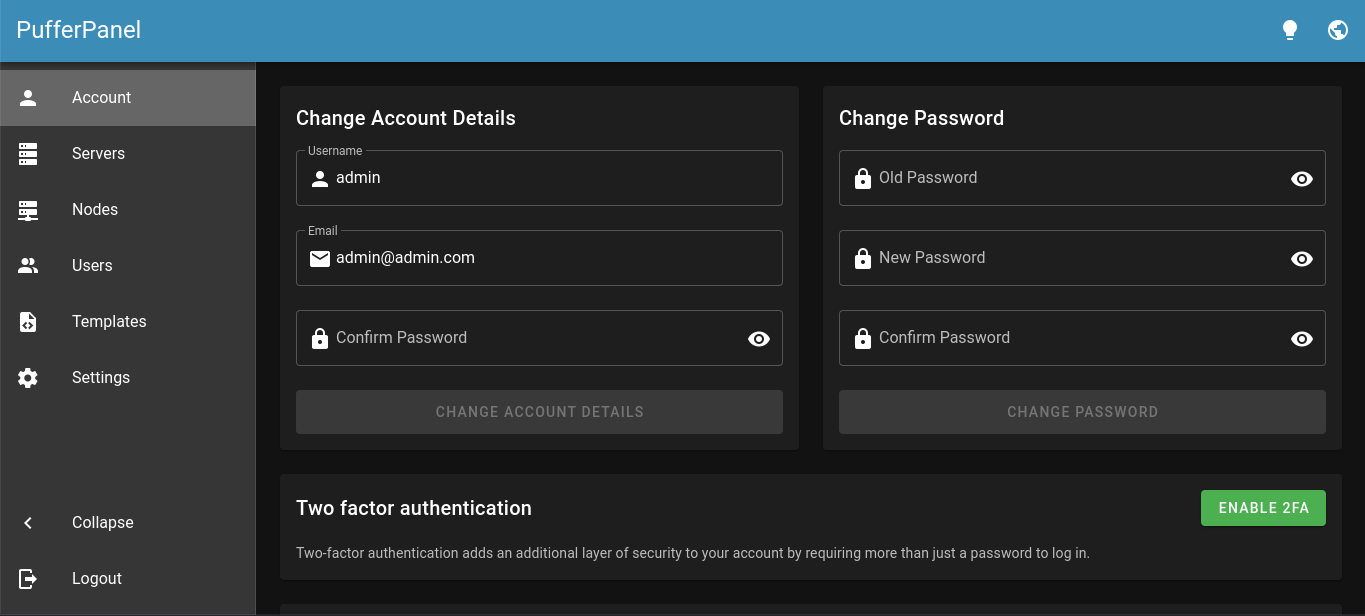 PufferPanel
Account
Servers
Nodes
Users
Templates
Settings
Collapse
Logout
Change Account Details
Username
admin
Email
admin@admin.com
Confirm Password
CHANGE ACCOUNT DETAILS
Change Password
Old Password
New Password
Confirm Password
CHANGE PASSWORD
Two factor authentication
ENABLE 2FA
Two-factor authentication adds an additional layer of security to your account by requiring more than just a password to log in.